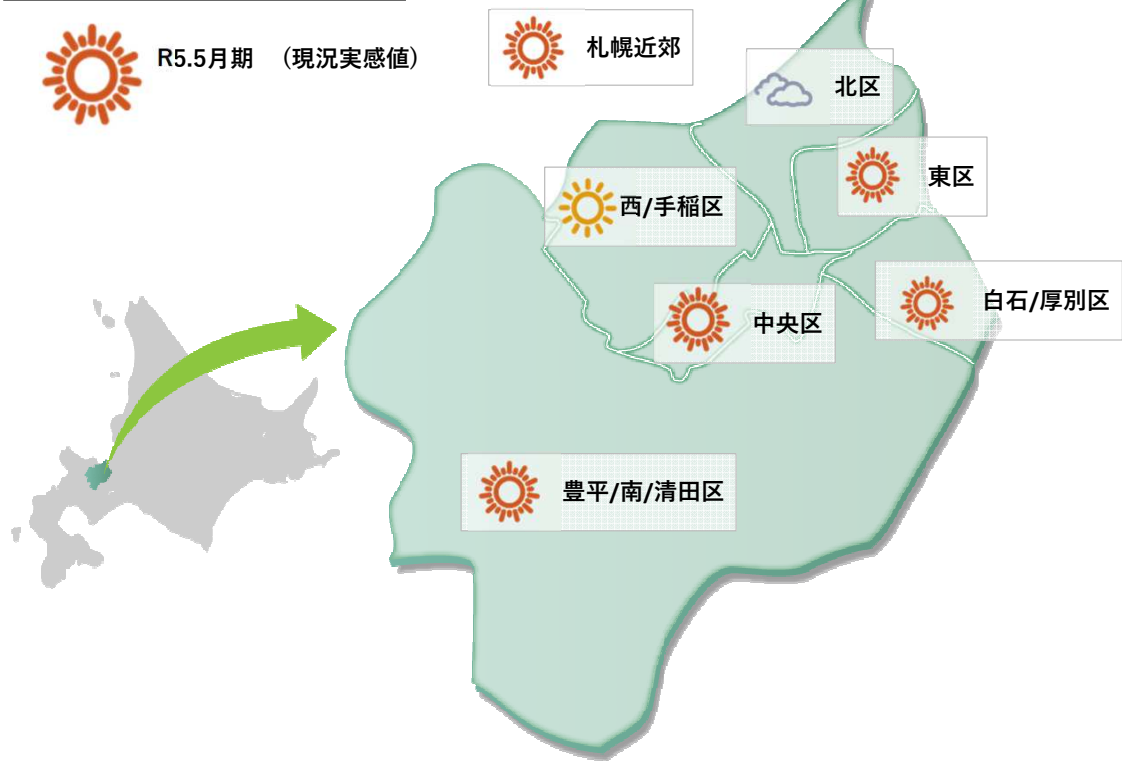 R5.5月期　（現況実感値）
札幌近郊
北区
東区
西/手稲区
白石/厚別区
中央区
豊平/南/清田区